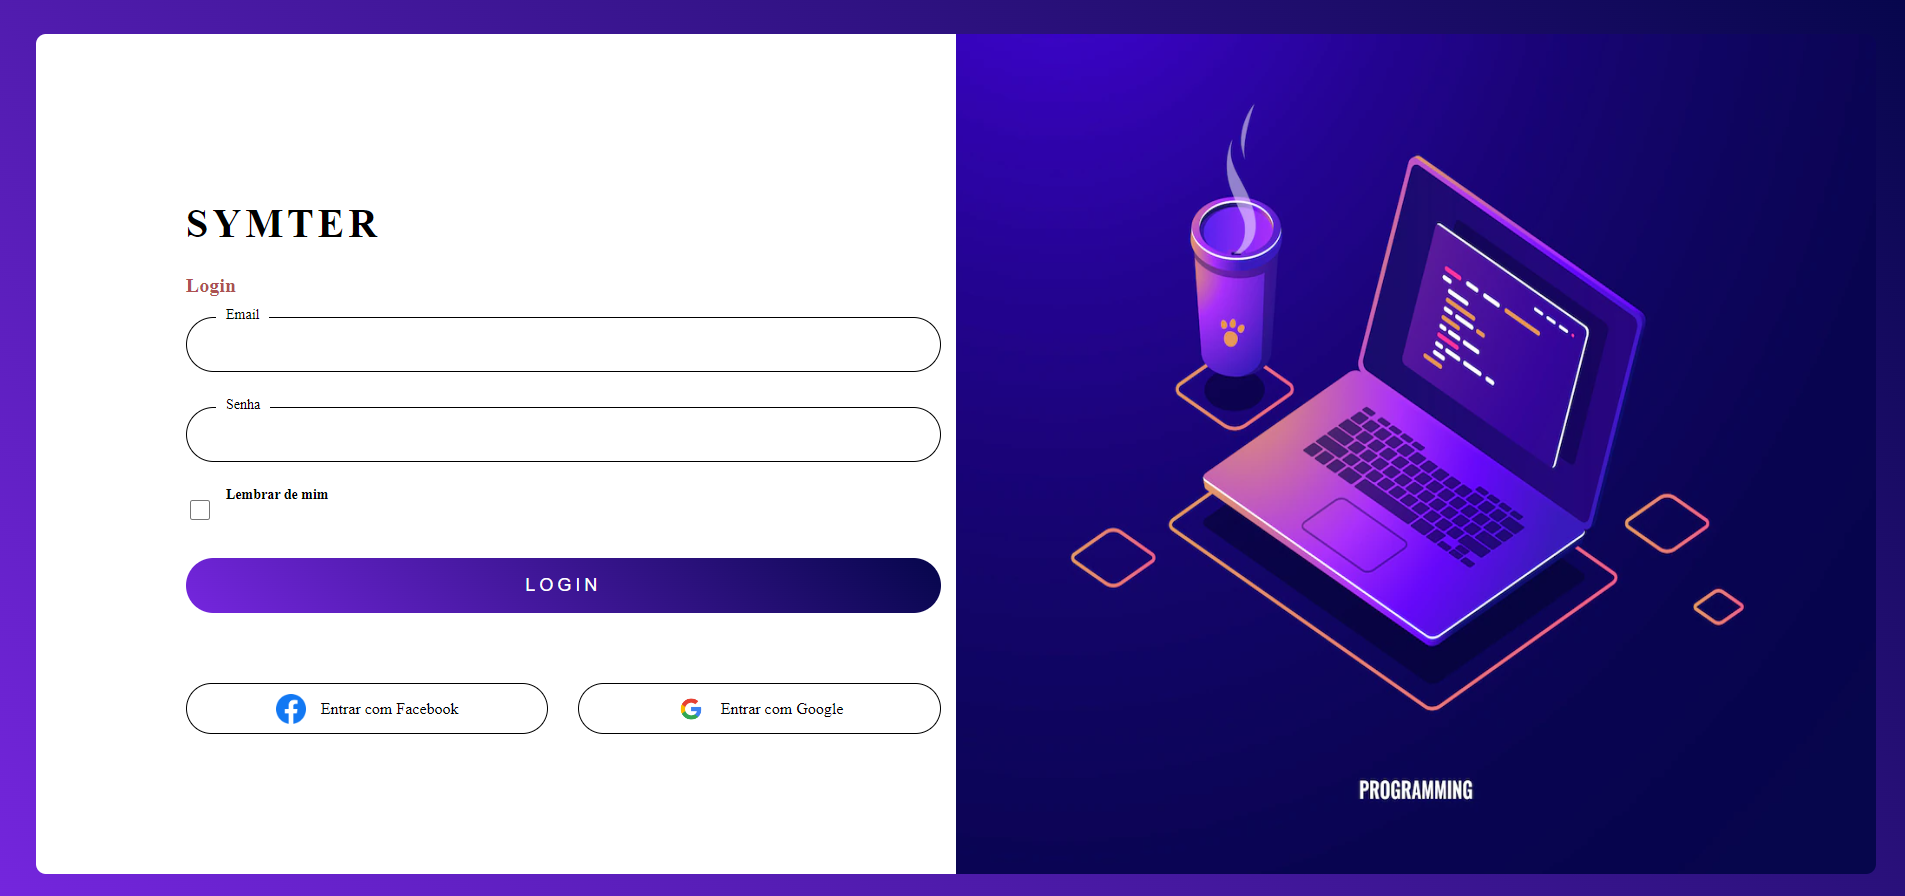 SYMTER
Login
Email
Senha
Lembrar de mim
LOGIN
Entrar com Facebook
Entrar com Google
PROGRAMMING